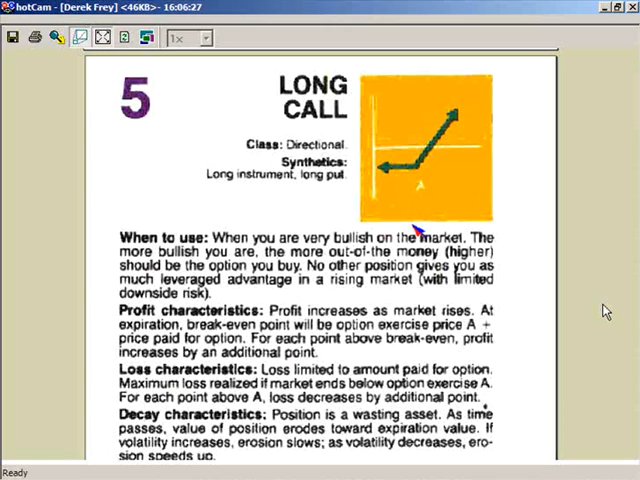 hotCam - [Derek Frey] <46KB> - 16:06:27
1x
5
LONG
CALL
Class: Directional.
Synthetics:
Long instrument, long put.
A
When to use: When you are very bullish on the market. The
more bullish you are, the more out-of-the money (higher)
should be the option you buy. No other position gives you as
much leveraged advantage in a rising market (with limited
downside risk).
Profit characteristics: Profit increases as market rises. At
expiration, break-even point will be option exercise price A +
price paid for option. For each point above break-even, profit
increases by an additional point.
Loss characteristics: Loss limited to amount paid for option.
Maximum loss realized if market ends below option exercise A.
For each point above A, loss decreases by additional point.
Decay characteristics: Position is a wasting asset. As time
passes, value of position erodes toward expiration value. If
volatility increases, erosion slows; as volatility decreases, ero-
sion speeds up.
Ready